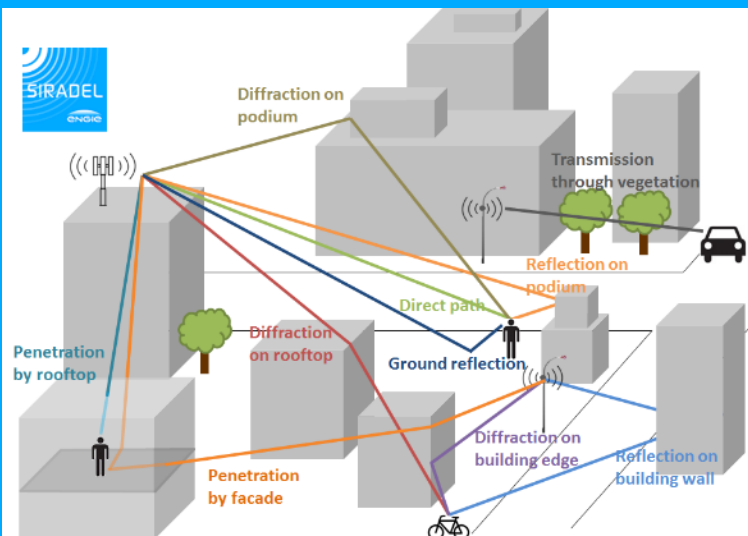 SIRADEL
ENGIE
Diffraction on
podium
Transmission
through vegetation
Reflection on
podium
Direct path
Diffraction
on rooftop
Ground reflection
Penetration
by rooftop
Diffraction on
building edge
Reflection on
building wall
Penetration
by facade